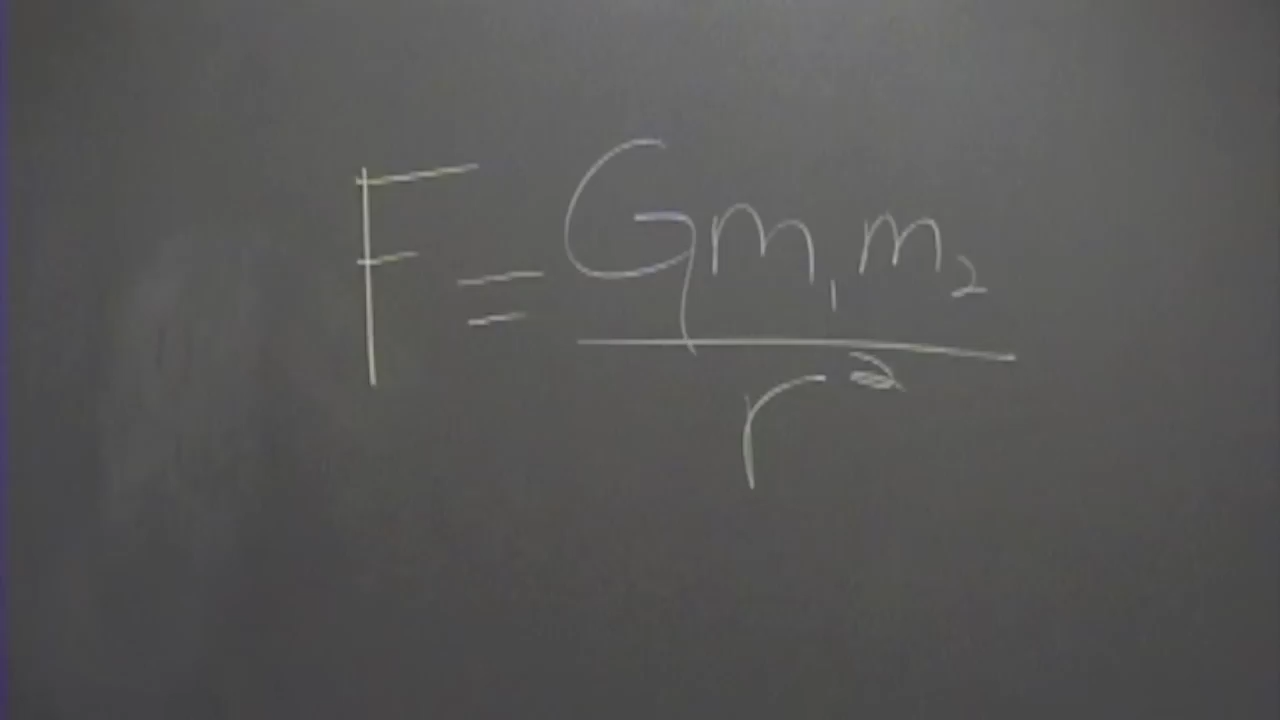 F = Gm₁m₂ / r²